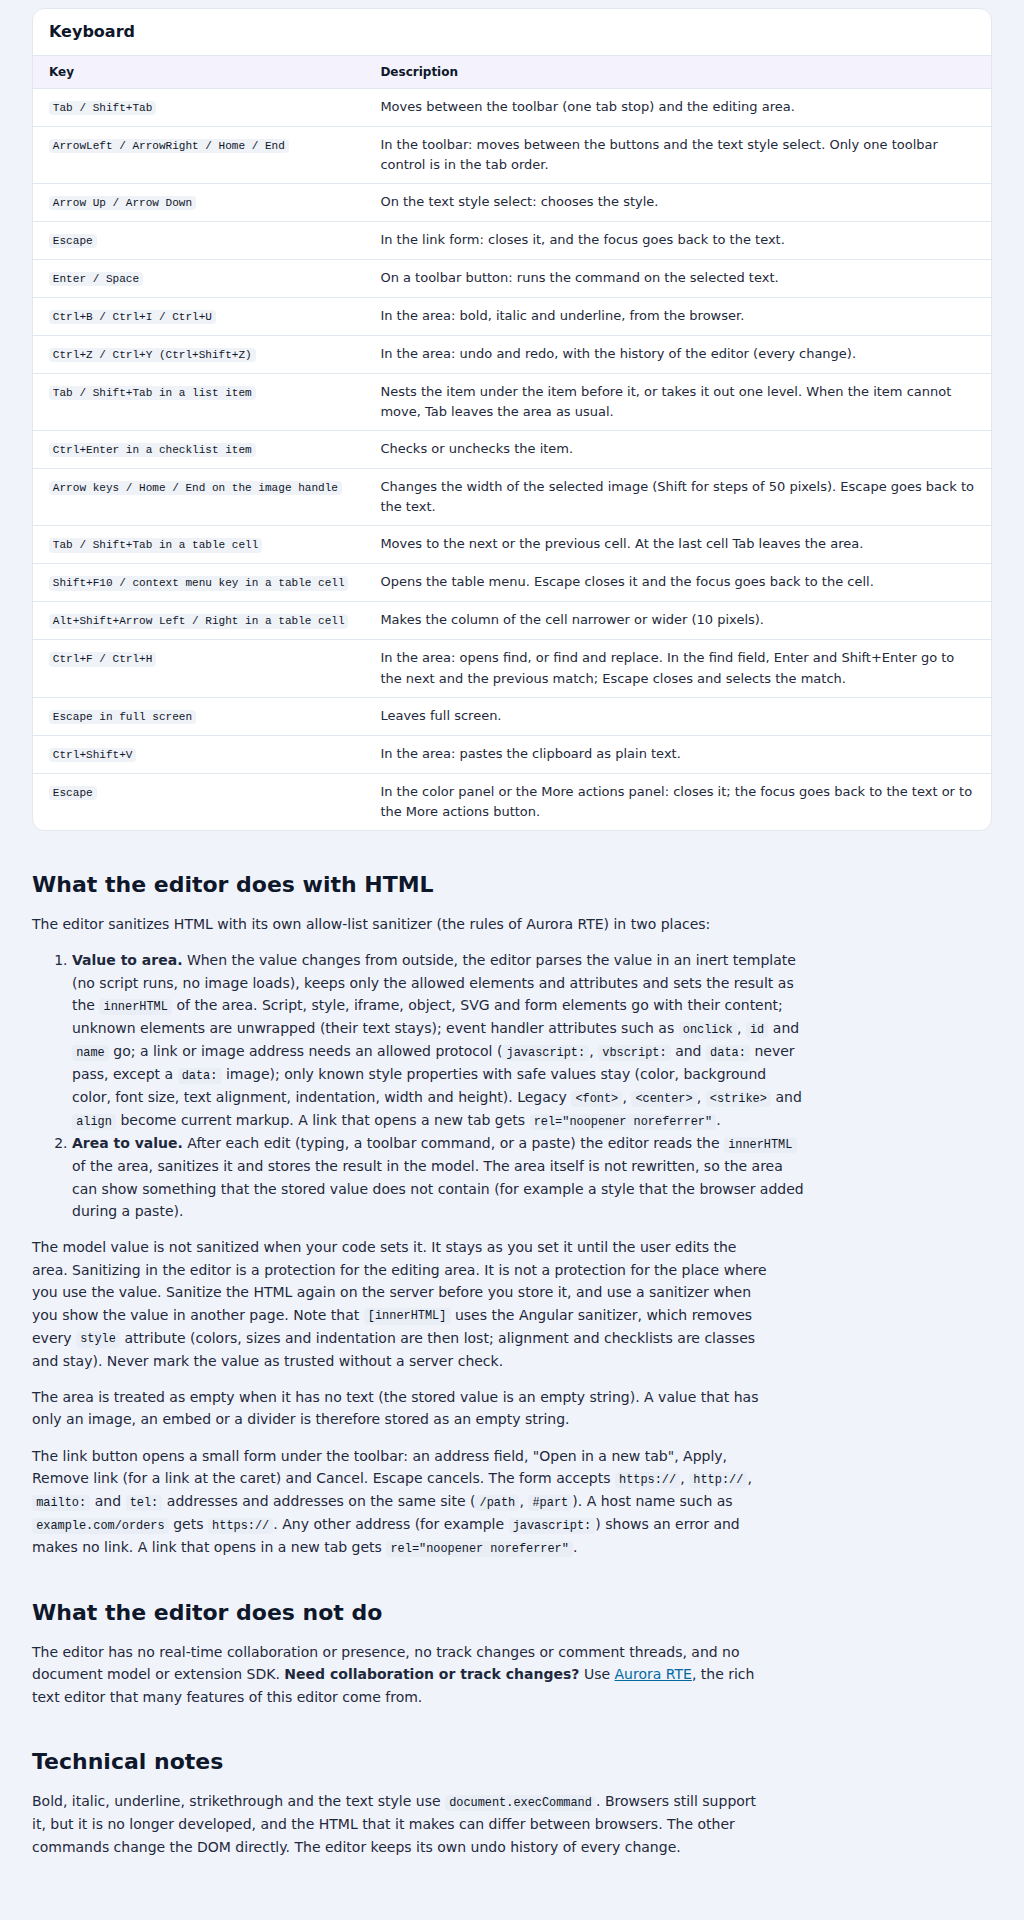 Keyboard
Key Description
Tab / Shift+Tab Moves between the toolbar (one tab stop) and the editing area.
ArrowLeft / ArrowRight / Home / End In the toolbar: moves between the buttons and the text style select. Only one toolbar
control is in the tab order.
Arrow Up / Arrow Down On the text style select: chooses the style.
Escape In the link form: closes it, and the focus goes back to the text.
Enter / Space On a toolbar button: runs the command on the selected text.
Ctrl+B / Ctrl+I / Ctrl+U In the area: bold, italic and underline, from the browser.
Ctrl+Z / Ctrl+Y (Ctrl+Shift+Z) In the area: undo and redo, with the history of the editor (every change).
Tab / Shift+Tab in a list item Nests the item under the item before it, or takes it out one level. When the item cannot
move, Tab leaves the area as usual.
Ctrl+Enter in a checklist item Checks or unchecks the item.
Arrow keys / Home / End on the image handle Changes the width of the selected image (Shift for steps of 50 pixels). Escape goes back to
the text.
Tab / Shift+Tab in a table cell Moves to the next or the previous cell. At the last cell Tab leaves the area.
Shift+F10 / context menu key in a table cell Opens the table menu. Escape closes it and the focus goes back to the cell.
Alt+Shift+Arrow Left / Right in a table cell Makes the column of the cell narrower or wider (10 pixels).
Ctrl+F / Ctrl+H In the area: opens find, or find and replace. In the find field, Enter and Shift+Enter go to
the next and the previous match; Escape closes and selects the match.
Escape in full screen Leaves full screen.
Ctrl+Shift+V In the area: pastes the clipboard as plain text.
Escape In the color panel or the More actions panel: closes it; the focus goes back to the text or to
the More actions button.
What the editor does with HTML
The editor sanitizes HTML with its own allow-list sanitizer (the rules of Aurora RTE) in two places:
1. Value to area. When the value changes from outside, the editor parses the value in an inert template
(no script runs, no image loads), keeps only the allowed elements and attributes and sets the result as
the innerHTML of the area. Script, style, iframe, object, SVG and form elements go with their content;
unknown elements are unwrapped (their text stays); event handler attributes such as onclick, id and
name go; a link or image address needs an allowed protocol (javascript:, vbscript: and data: never
pass, except a data: image); only known style properties with safe values stay (color, background
color, font size, text alignment, indentation, width and height). Legacy <font>, <center>, <strike> and
align become current markup. A link that opens a new tab gets rel="noopener noreferrer".
2. Area to value. After each edit (typing, a toolbar command, or a paste) the editor reads the innerHTML
of the area, sanitizes it and stores the result in the model. The area itself is not rewritten, so the area
can show something that the stored value does not contain (for example a style that the browser added
during a paste).
The model value is not sanitized when your code sets it. It stays as you set it until the user edits the
area. Sanitizing in the editor is a protection for the editing area. It is not a protection for the place where
you use the value. Sanitize the HTML again on the server before you store it, and use a sanitizer when
you show the value in another page. Note that [innerHTML] uses the Angular sanitizer, which removes
every style attribute (colors, sizes and indentation are then lost; alignment and checklists are classes
and stay). Never mark the value as trusted without a server check.
The area is treated as empty when it has no text (the stored value is an empty string). A value that has
only an image, an embed or a divider is therefore stored as an empty string.
The link button opens a small form under the toolbar: an address field, "Open in a new tab", Apply,
Remove link (for a link at the caret) and Cancel. Escape cancels. The form accepts https://, http://,
mailto: and tel: addresses and addresses on the same site (/path, #part). A host name such as
example.com/orders gets https://. Any other address (for example javascript:) shows an error and
makes no link. A link that opens in a new tab gets rel="noopener noreferrer".
What the editor does not do
The editor has no real-time collaboration or presence, no track changes or comment threads, and no
document model or extension SDK. Need collaboration or track changes? Use Aurora RTE, the rich
text editor that many features of this editor come from.
Technical notes
Bold, italic, underline, strikethrough and the text style use document.execCommand. Browsers still support
it, but it is no longer developed, and the HTML that it makes can differ between browsers. The other
commands change the DOM directly. The editor keeps its own undo history of every change.